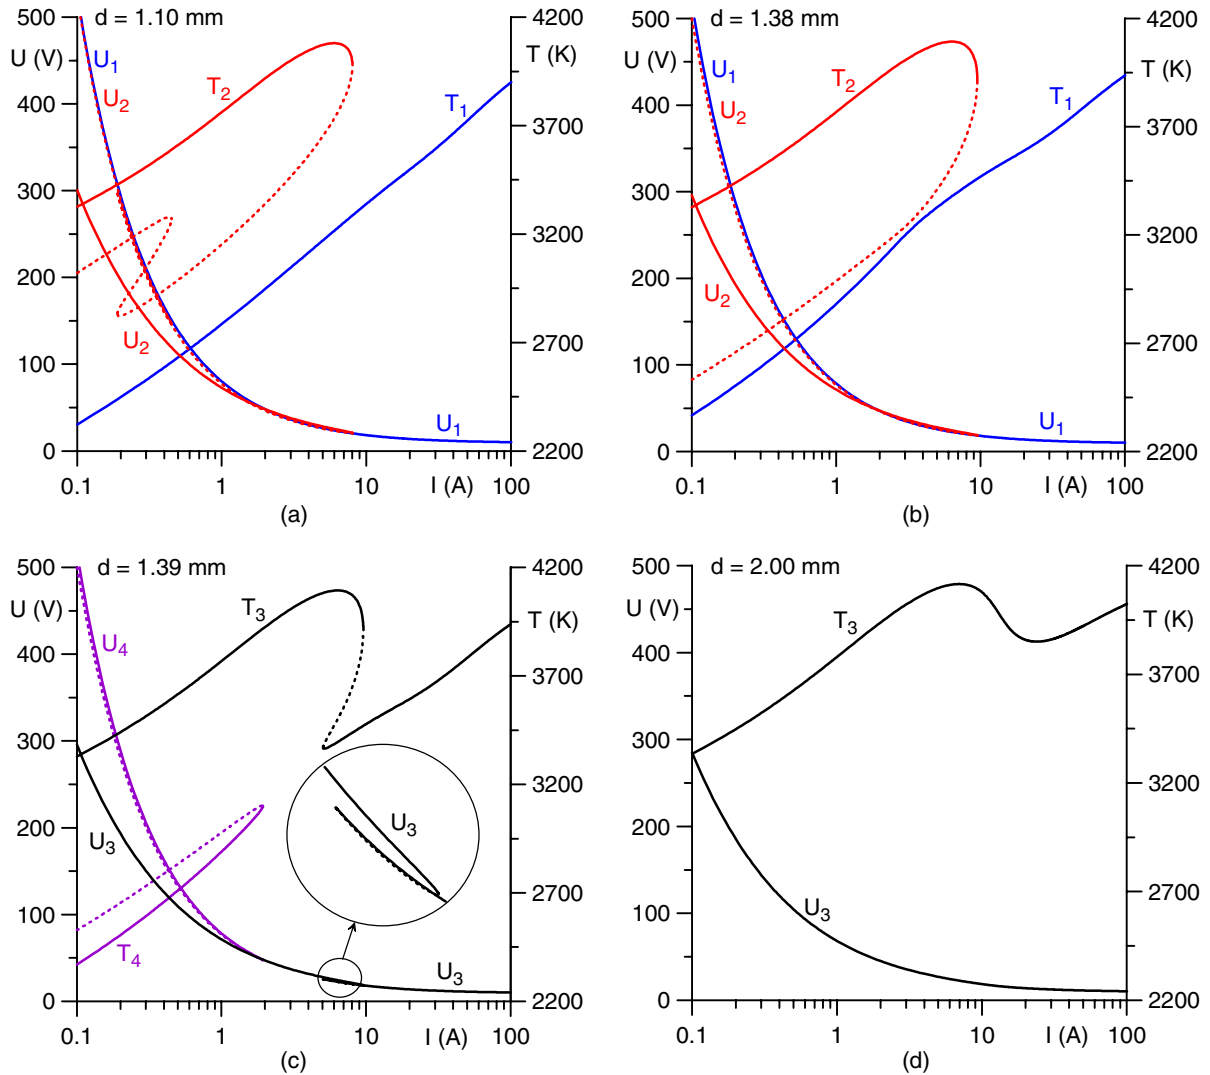 d = 1.10 mm
U (V)
T (K)
500
400
300
200
100
0
4200
3700
3200
2700
2200
U1
U2
T2
T1
U2
U1
0.1
1
10
I (A)
100
(a)
d = 1.38 mm
U (V)
T (K)
500
400
300
200
100
0
4200
3700
3200
2700
2200
U1
U2
T2
T1
U2
U1
0.1
1
10
I (A)
100
(b)
d = 1.39 mm
U (V)
T (K)
500
400
300
200
100
0
4200
3700
3200
2700
2200
T3
U4
U3
U3
T4
U3
0.1
1
10
I (A)
100
(c)
d = 2.00 mm
U (V)
T (K)
500
400
300
200
100
0
4200
3700
3200
2700
2200
T3
U3
0.1
1
10
I (A)
100
(d)